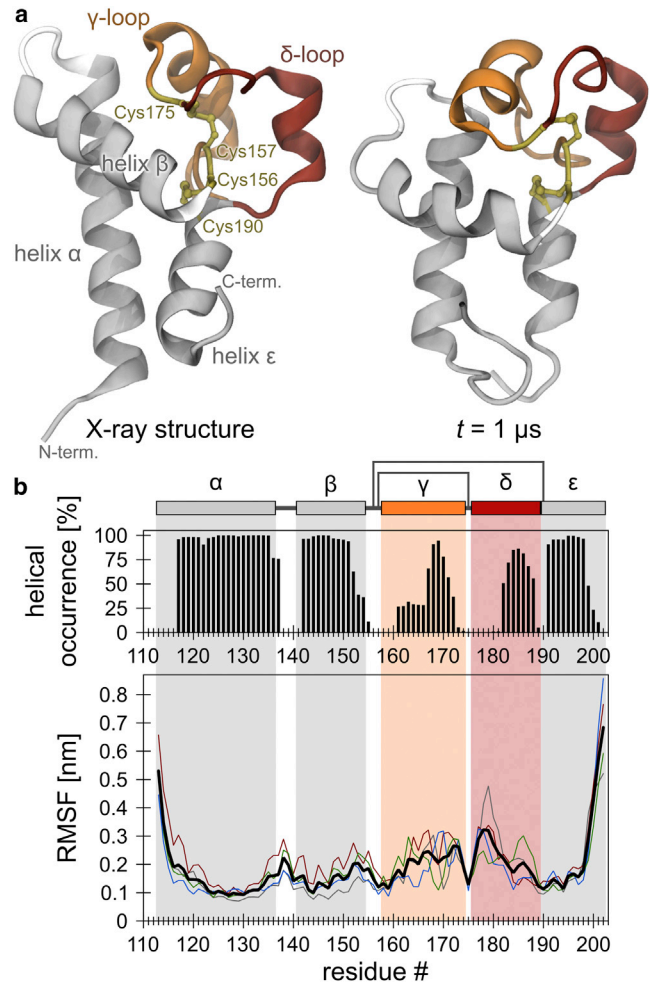 a
γ-loop
δ-loop
Cys175
Cys157
helix β
Cys156
Cys190
helix α
C-term.
helix ε
N-term.
X-ray structure
t = 1 μs
b
α β γ δ ε
helical
occurrence [%]
100
75
50
25
0
110 120 130 140 150 160 170 180 190 200
RMSF [nm]
0.8
0.7
0.6
0.5
0.4
0.3
0.2
0.1
0
110 120 130 140 150 160 170 180 190 200
residue #